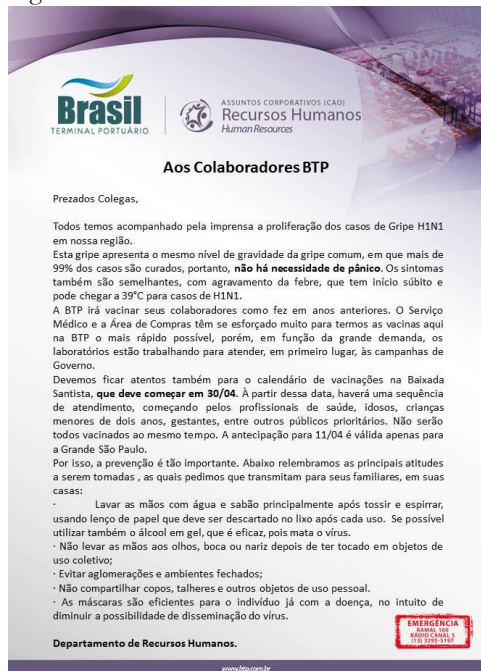 Brasil
TERMINAL PORTUÁRIO
ASSUNTOS CORPORATIVOS (CAO)
Recursos Humanos
Human Resources
Aos Colaboradores BTP
Prezados Colegas,
Todos temos acompanhado pela imprensa a proliferação dos casos de Gripe H1N1
em nossa região.
Esta gripe apresenta o mesmo nível de gravidade da gripe comum, em que mais de
99% dos casos são curados, portanto, não há necessidade de pânico. Os sintomas
também são semelhantes, com agravamento da febre, que tem início súbito e
pode chegar a 39°C para casos de H1N1.
A BTP irá vacinar seus colaboradores como fez em anos anteriores. O Serviço
Médico e a Área de Compras têm se esforçado muito para termos as vacinas aqui
na BTP o mais rápido possível, porém, em função da grande demanda, os
laboratórios estão trabalhando para atender, em primeiro lugar, às campanhas de
Governo.
Devemos ficar atentos também para o calendário de vacinações na Baixada
Santista, que deve começar em 30/04. À partir dessa data, haverá uma sequência
de atendimento, começando pelos profissionais de saúde, idosos, crianças
menores de dois anos, gestantes, entre outros públicos prioritários. Não serão
todos vacinados ao mesmo tempo. A antecipação para 11/04 é válida apenas para
a Grande São Paulo.
Por isso, a prevenção é tão importante. Abaixo relembramos as principais atitudes
a serem tomadas , as quais pedimos que transmitam para seus familiares, em suas
casas:
· Lavar as mãos com água e sabão principalmente após tossir e espirrar,
usando lenço de papel que deve ser descartado no lixo após cada uso. Se possível
utilizar também o álcool em gel, que é eficaz, pois mata o vírus.
· Não levar as mãos aos olhos, boca ou nariz depois de ter tocado em objetos de
uso coletivo;
· Evitar aglomerações e ambientes fechados;
· Não compartilhar copos, talheres e outros objetos de uso pessoal.
· As máscaras são eficientes para o indivíduo já com a doença, no intuito de
diminuir a possibilidade de disseminação do vírus.
EMERGÊNCIA
RAMAL 100
RÁDIO CANAL 5
(13) 3295-5197
Departamento de Recursos Humanos.
www.btp.com.br